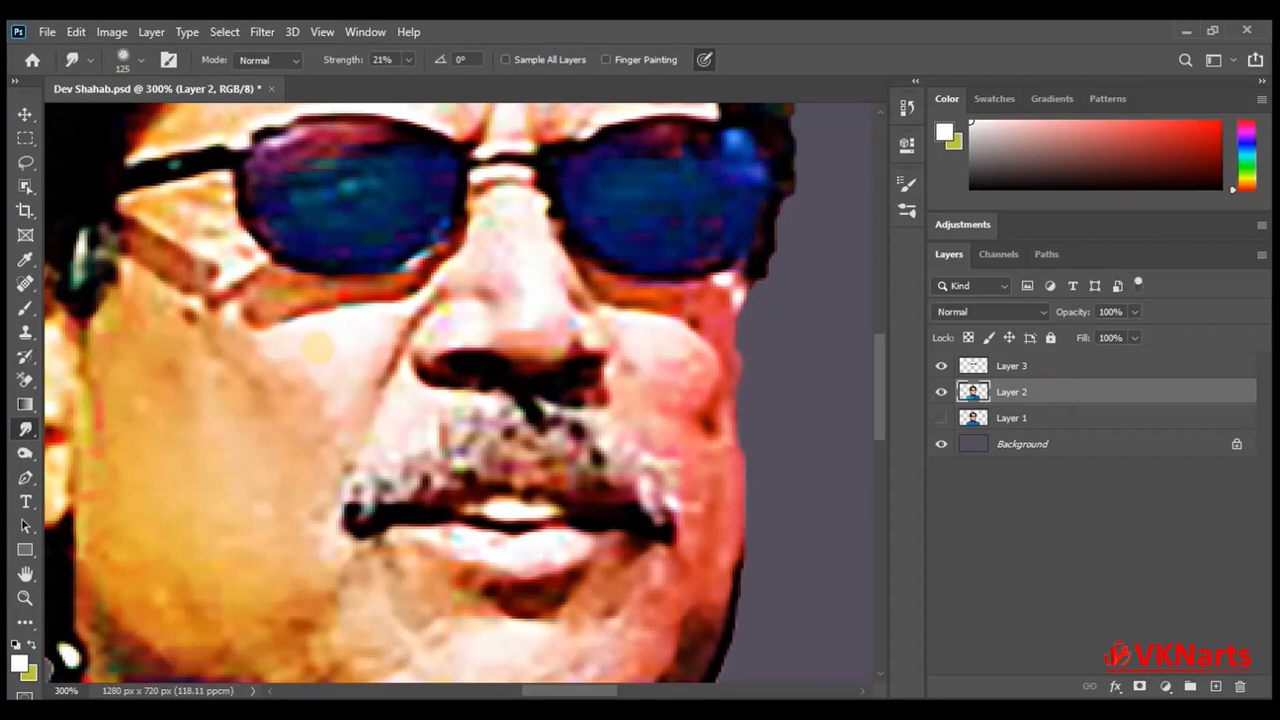 Ps File Edit Image Layer Type Select Filter 3D View Window Help
125 Mode: Normal Strength: 21% 0° Sample All Layers Finger Painting
Dev Shahab.psd @ 300% (Layer 2, RGB/8) *
Color Swatches Gradients Patterns
Adjustments
Layers Channels Paths
Kind
Normal Opacity: 100%
Lock: Fill: 100%
Layer 3
Layer 2
Layer 1
Background
VKNarts
300% 1280 px x 720 px (118.11 ppcm)